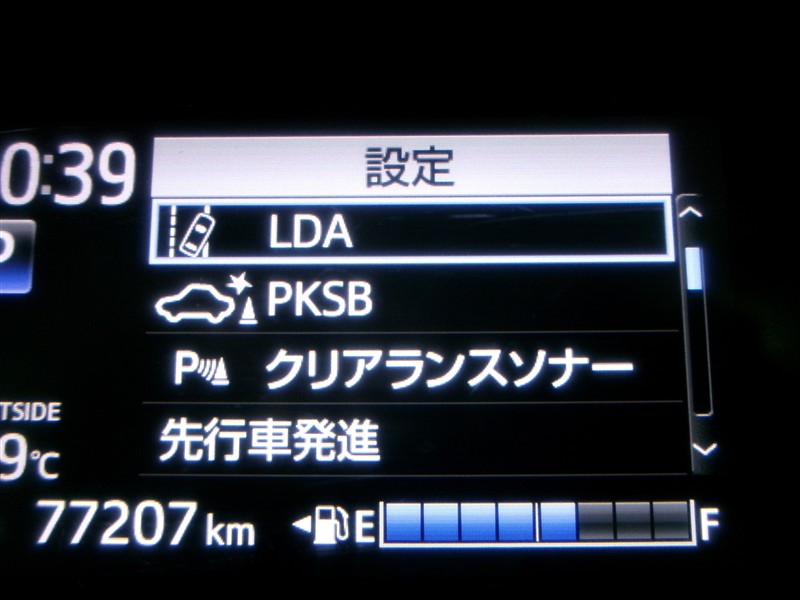 0:39
設定
LDA
P
PKSB
P クリアランスソナー
TSIDE
先行車発進
9℃
77207 km
E F